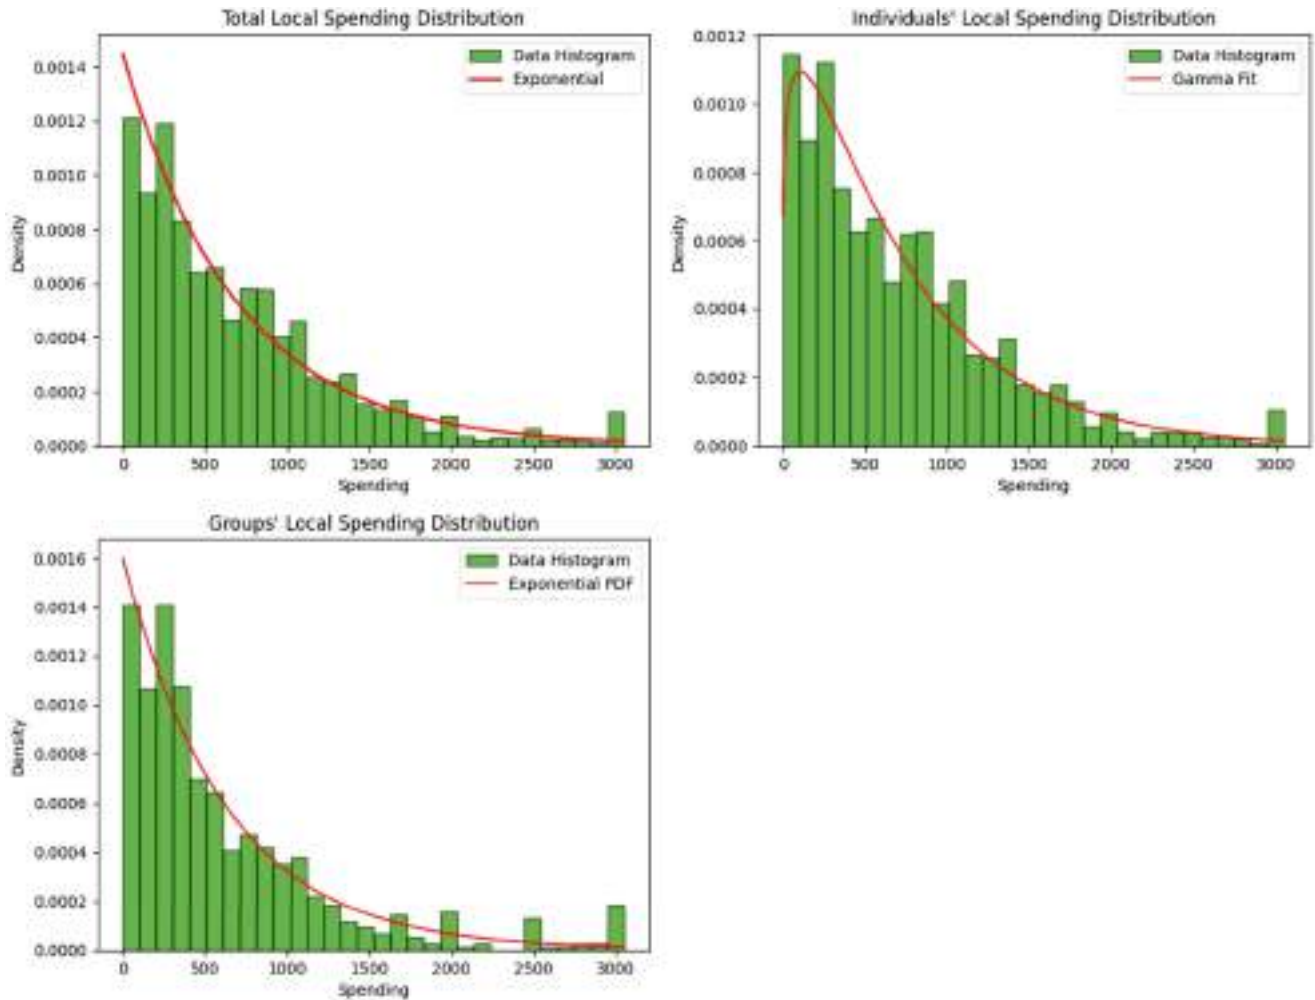 Total Local Spending Distribution
Data Histogram
Exponential
0.0014
0.0012
0.0010
0.0008
0.0006
0.0004
0.0002
0.0000
Density
0 500 1000 1500 2000 2500 3000
Spending
Individuals' Local Spending Distribution
Data Histogram
Gamma Fit
0.0012
0.0010
0.0008
0.0006
0.0004
0.0002
0.0000
Density
0 500 1000 1500 2000 2500 3000
Spending
Groups' Local Spending Distribution
Data Histogram
Exponential PDF
0.0016
0.0014
0.0012
0.0010
0.0008
0.0006
0.0004
0.0002
0.0000
Density
0 500 1000 1500 2000 2500 3000
Spending